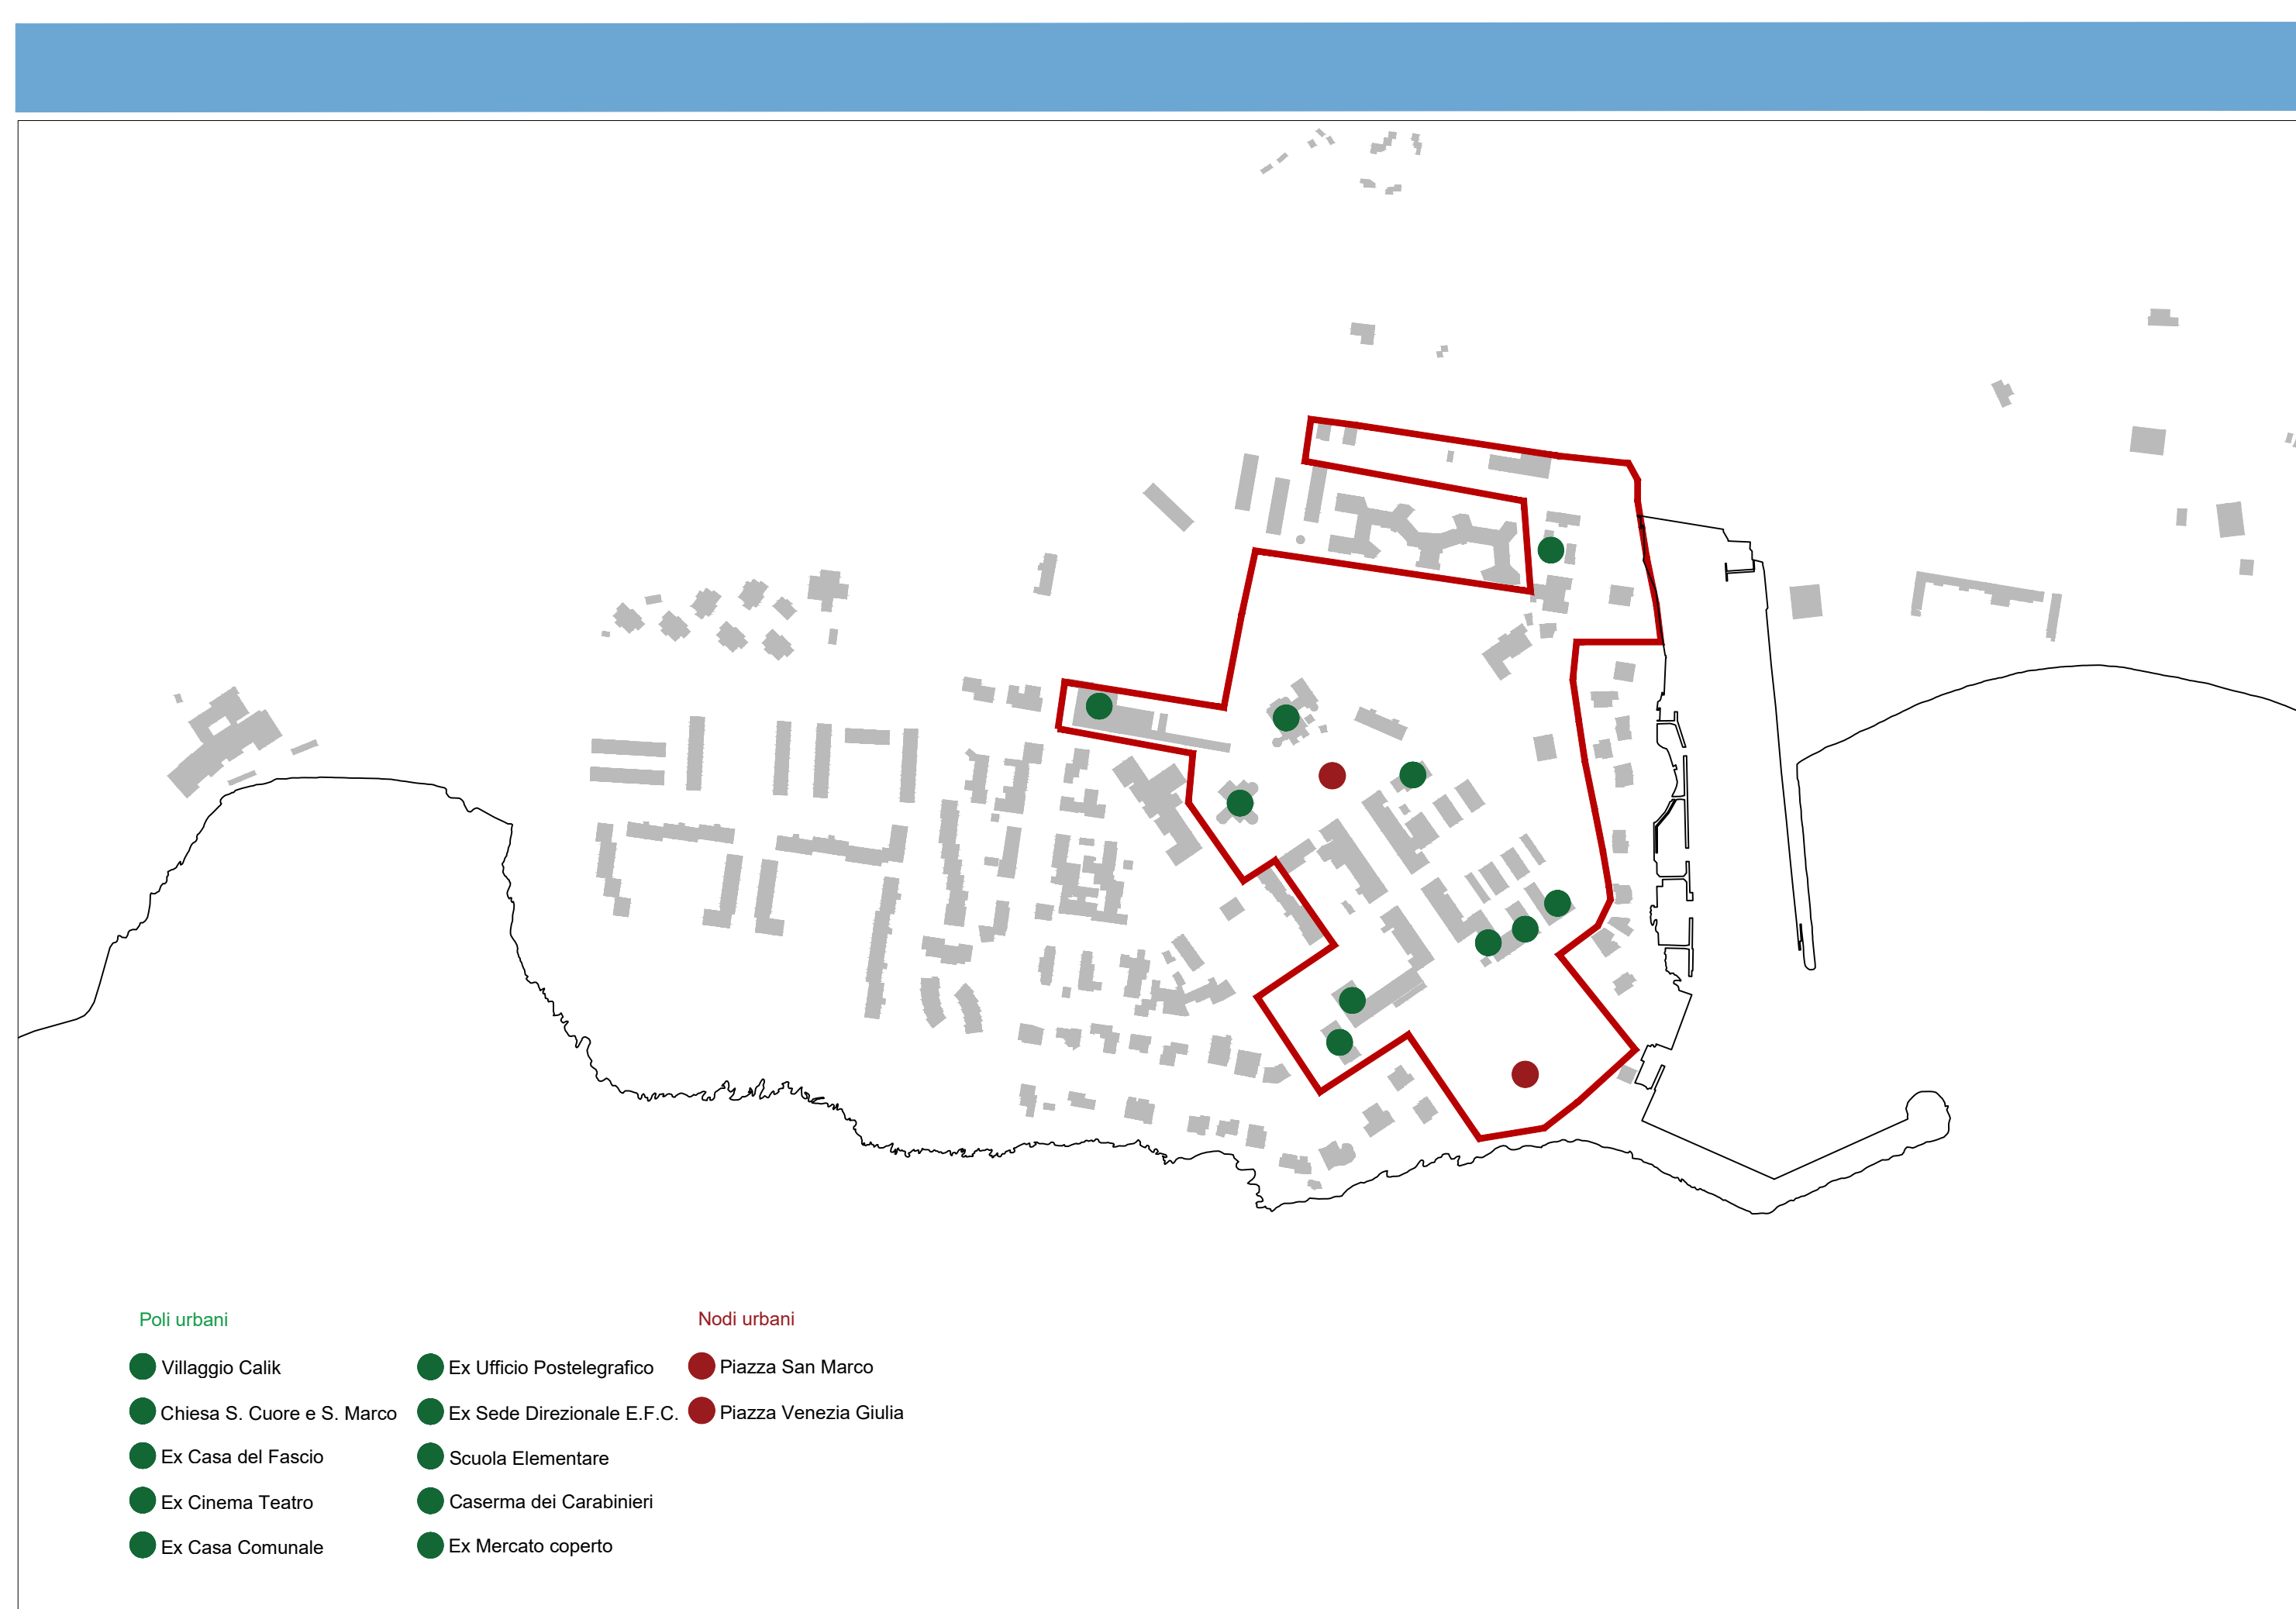 Poli urbani
Villaggio Calik
Chiesa S. Cuore e S. Marco
Ex Casa del Fascio
Ex Cinema Teatro
Ex Casa Comunale
Ex Ufficio Postelegrafico
Ex Sede Direzionale E.F.C.
Scuola Elementare
Caserma dei Carabinieri
Ex Mercato coperto
Nodi urbani
Piazza San Marco
Piazza Venezia Giulia